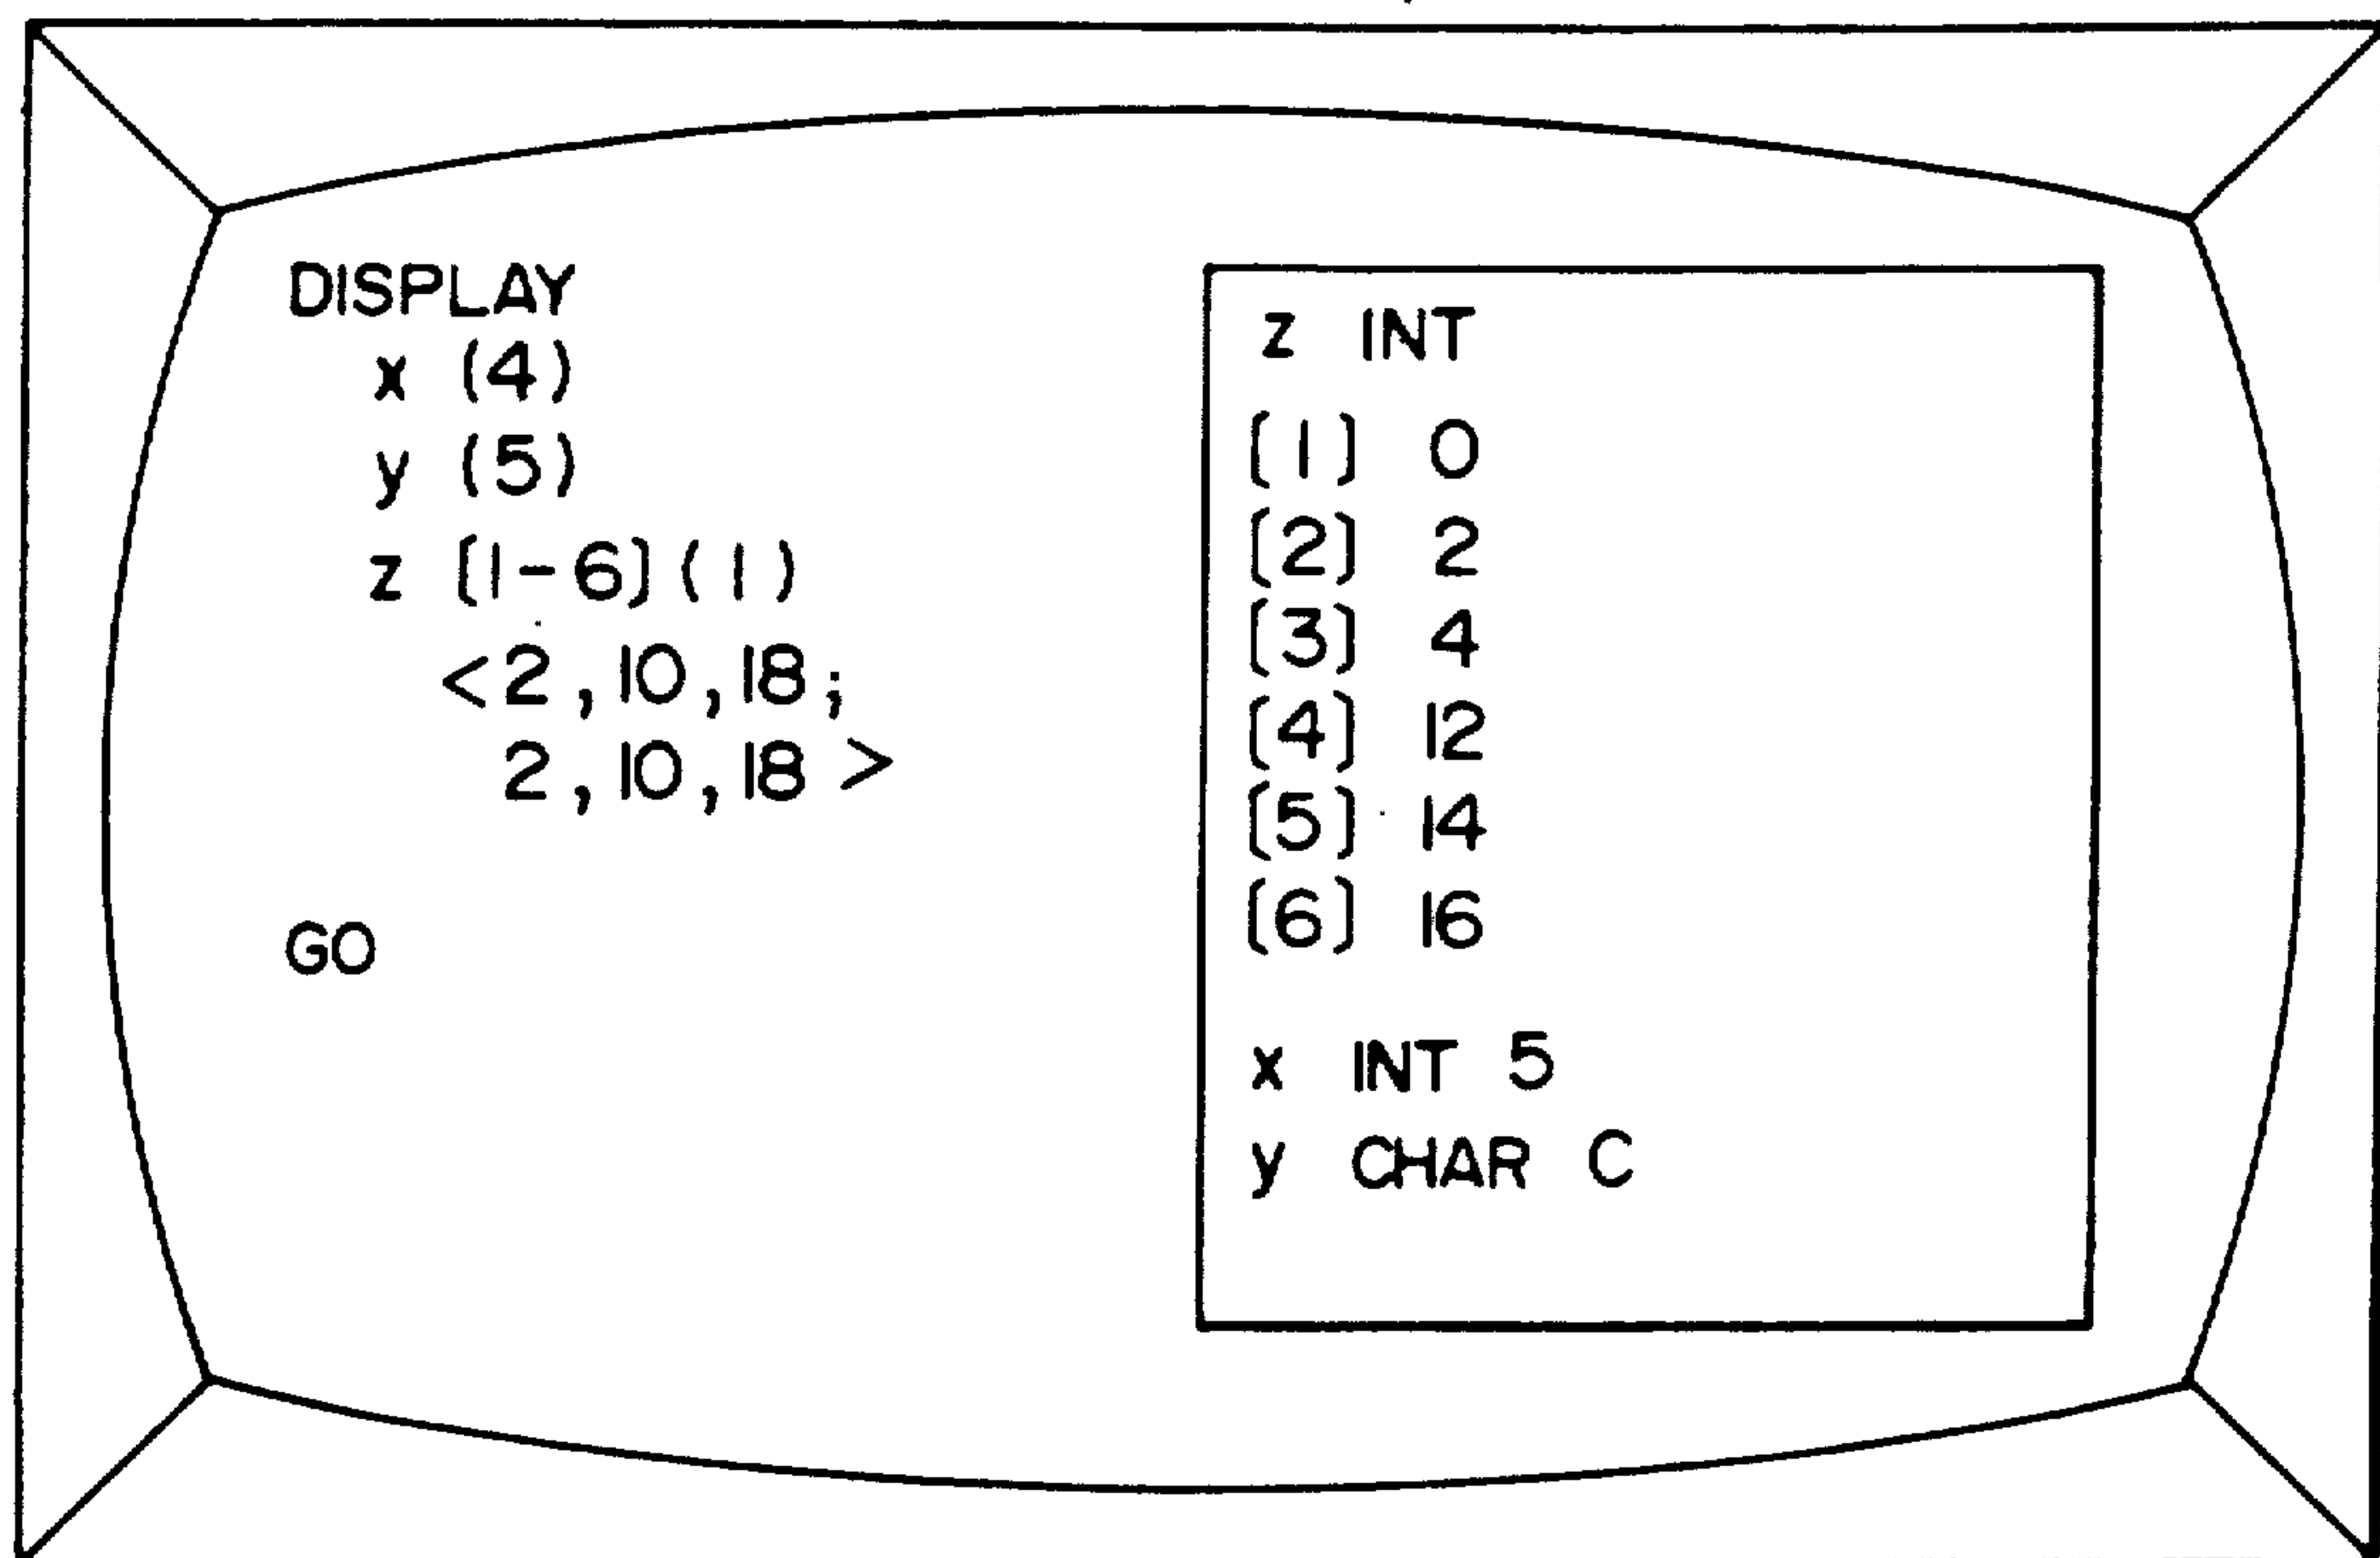 DISPLAY
x (4)
y (5)
z [1-6] (1)
<2,10,18;
2,10,18>
GO
z INT
[1] 0
[2] 2
[3] 4
[4] 12
[5] 14
[6] 16
x INT 5
y CHAR C